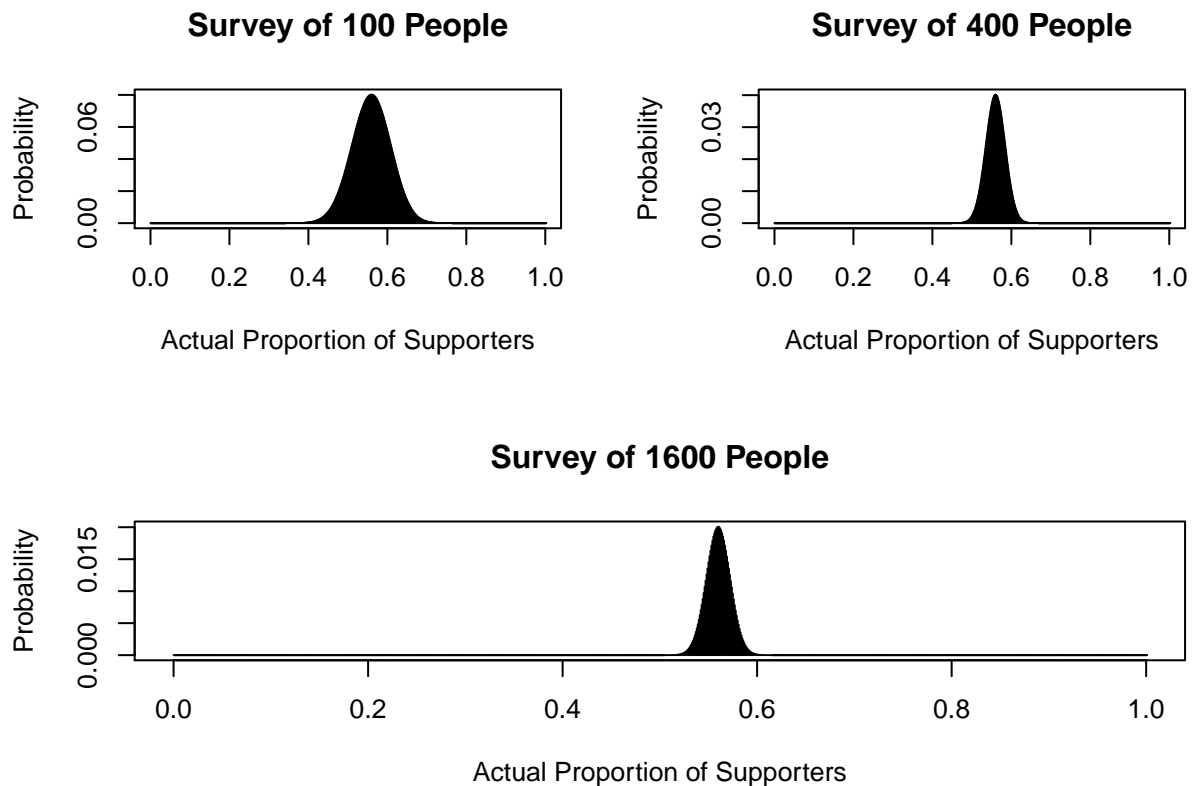 Survey of 100 People
Probability
0.06
0.00
0.0 0.2 0.4 0.6 0.8 1.0
Actual Proportion of Supporters
Survey of 400 People
Probability
0.03
0.00
0.0 0.2 0.4 0.6 0.8 1.0
Actual Proportion of Supporters
Survey of 1600 People
Probability
0.015
0.000
0.0 0.2 0.4 0.6 0.8 1.0
Actual Proportion of Supporters